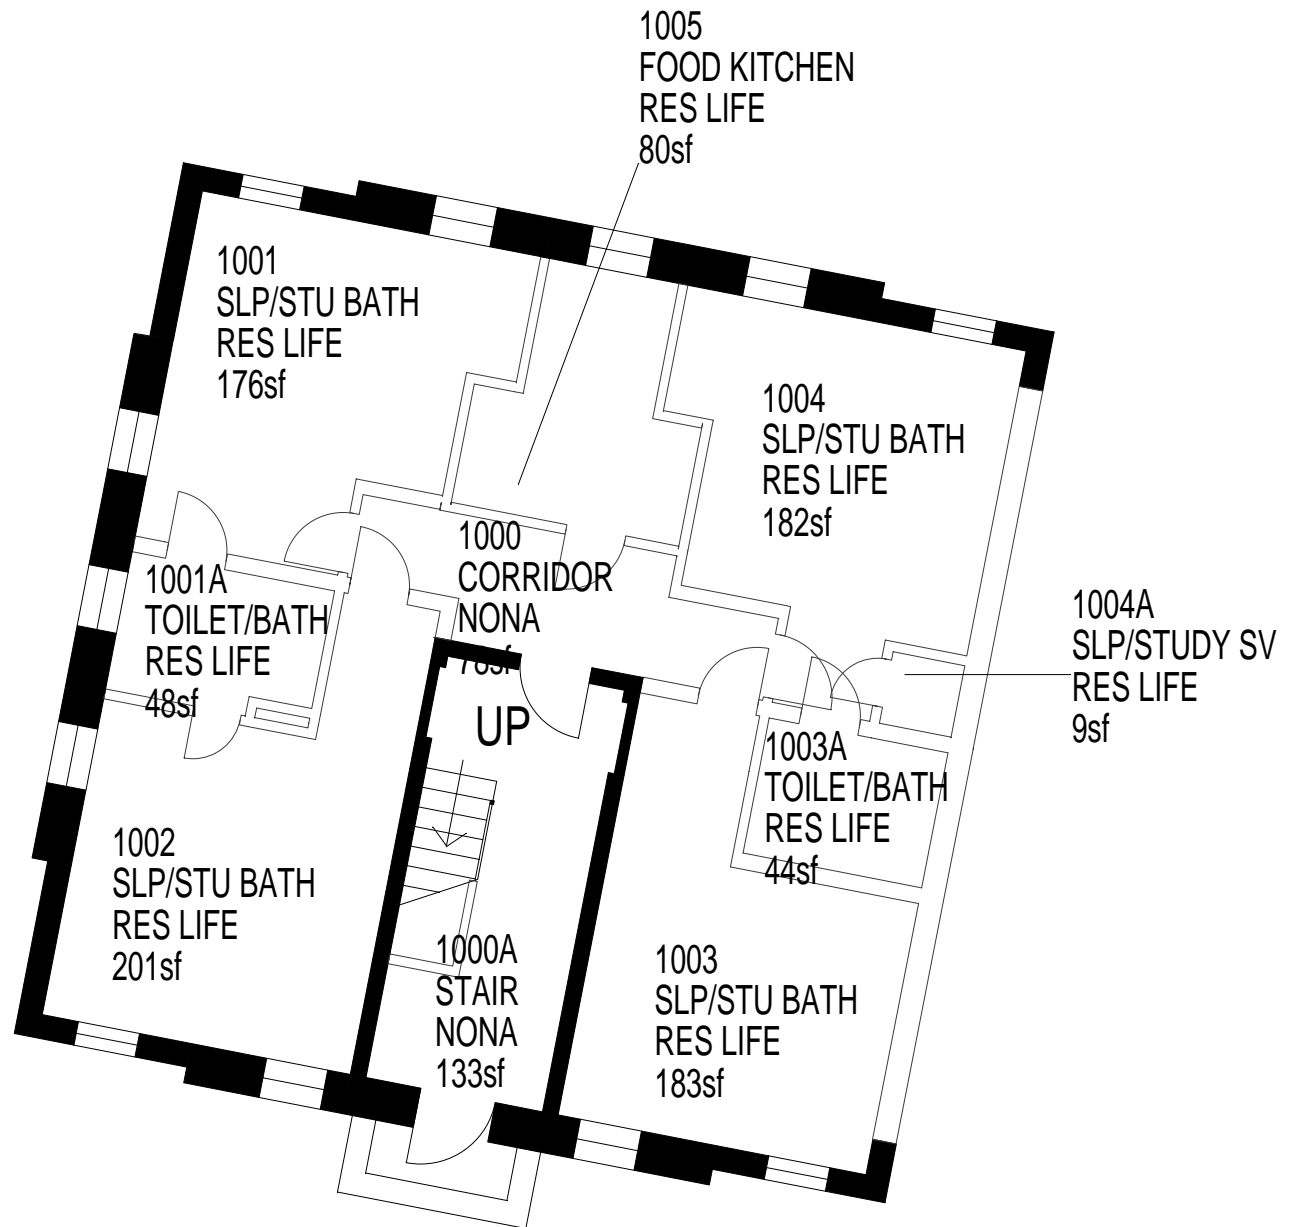 1005
FOOD KITCHEN
RES LIFE
80sf
1001
SLP/STU BATH
RES LIFE
176sf
1004
SLP/STU BATH
RES LIFE
182sf
1000
CORRIDOR
NONA
78sf
1001A
TOILET/BATH
RES LIFE
48sf
1004A
SLP/STUDY SV
RES LIFE
9sf
UP
1003A
TOILET/BATH
RES LIFE
44sf
1002
SLP/STU BATH
RES LIFE
201sf
1000A
STAIR
NONA
133sf
1003
SLP/STU BATH
RES LIFE
183sf